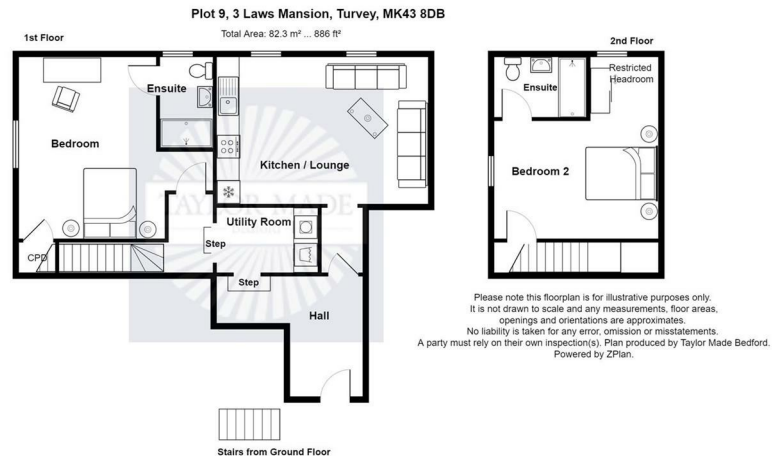 Plot 9, 3 Laws Mansion, Turvey, MK43 8DB
Total Area: 82.3 m² ... 886 ft²
1st Floor
2nd Floor
Ensuite
Bedroom
Kitchen / Lounge
Utility Room
Step
CPD
Step
Hall
Stairs from Ground Floor
TAYLOR MADE
Restricted
Headroom
Ensuite
Bedroom 2
Please note this floorplan is for illustrative purposes only.
It is not drawn to scale and any measurements, floor areas,
openings and orientations are approximates.
No liability is taken for any error, omission or misstatements.
A party must rely on their own inspection(s). Plan produced by Taylor Made Bedford.
Powered by ZPlan.